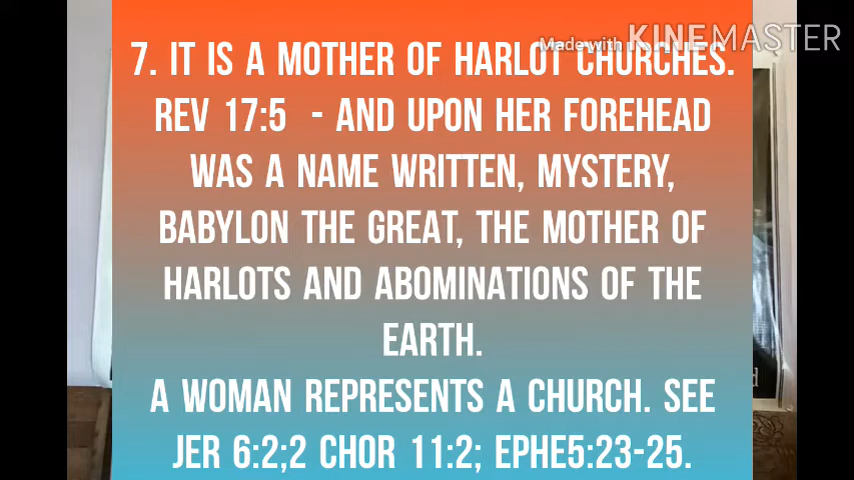 Made with KINEMASTER
7. IT IS A MOTHER OF HARLOT CHURCHES.
REV 17:5 - AND UPON HER FOREHEAD
WAS A NAME WRITTEN, MYSTERY,
BABYLON THE GREAT, THE MOTHER OF
HARLOTS AND ABOMINATIONS OF THE
EARTH.
A WOMAN REPRESENTS A CHURCH. SEE
JER 6:2;2 CHOR 11:2; EPHE5:23-25.